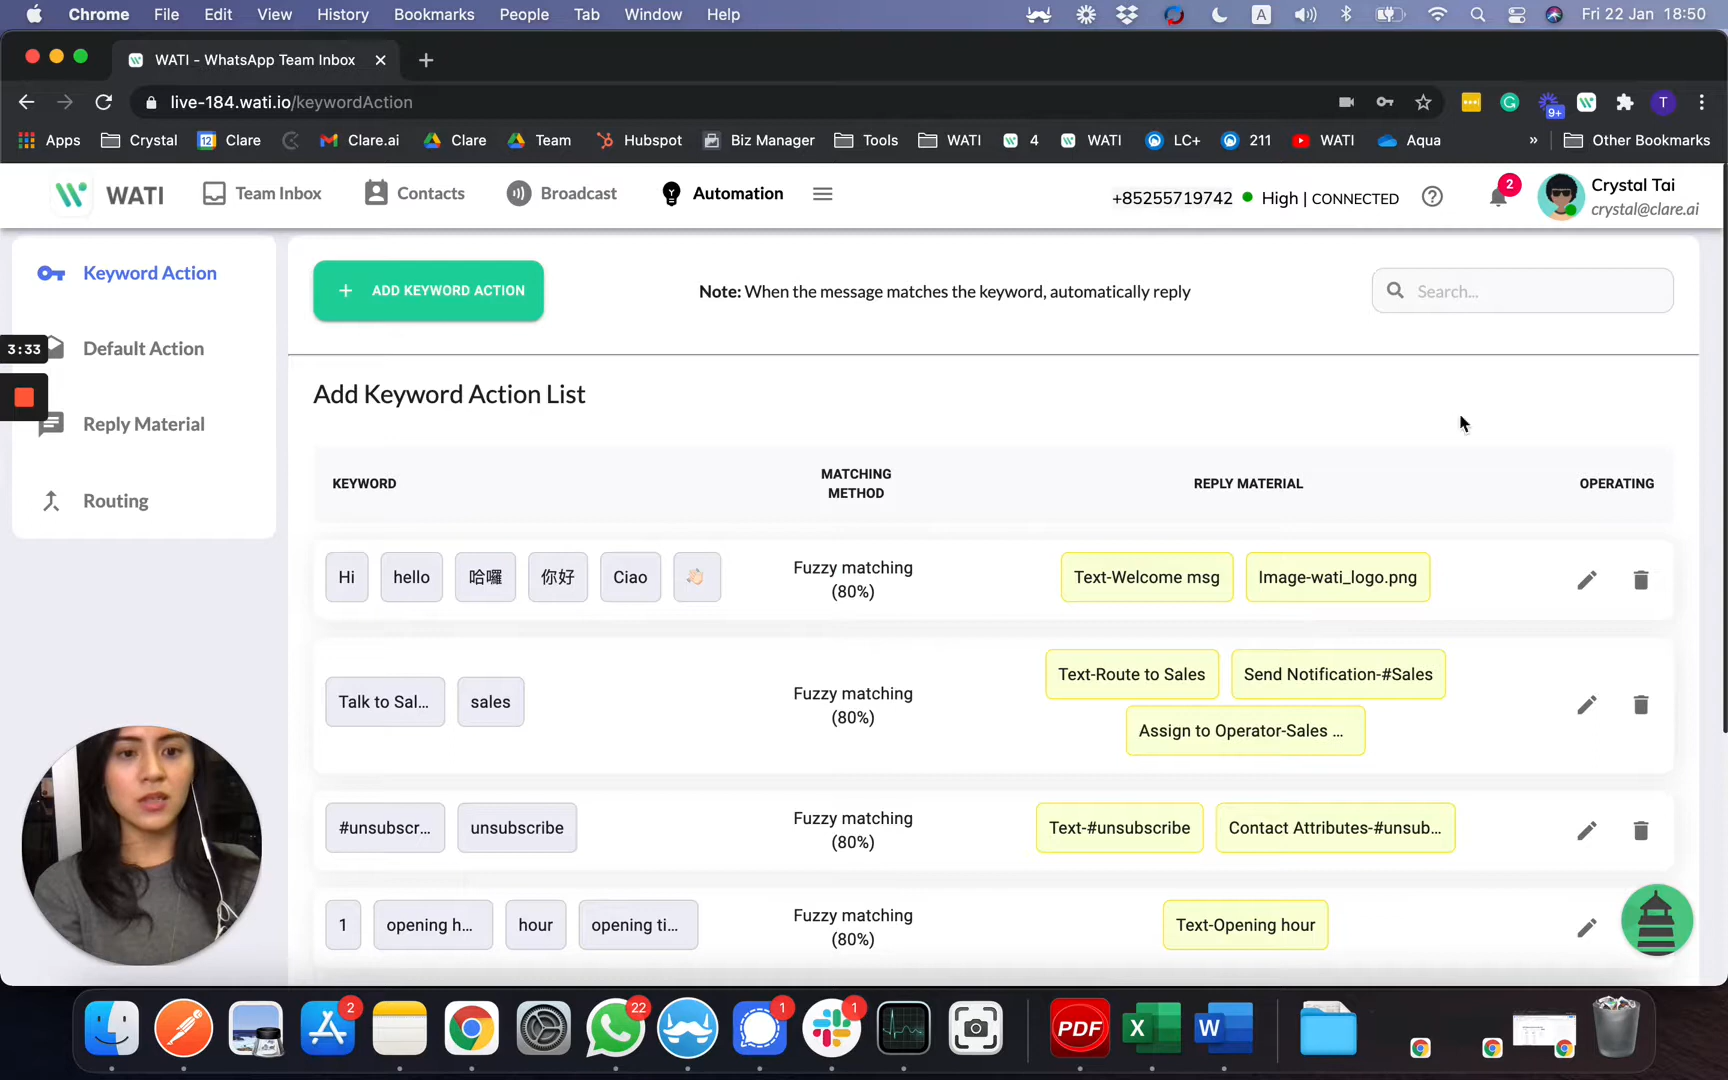 Chrome File Edit View History Bookmarks People Tab Window Help A Fri 22 Jan 18:50
WATI - WhatsApp Team Inbox
live-184.wati.io/keywordAction 9+ T
Apps Crystal 12 Clare Clare.ai Clare Team Hubspot Biz Manager Tools WATI 4 WATI LC+ 211 WATI Aqua » Other Bookmarks
WATI Team Inbox Contacts Broadcast Automation +85255719742 High | CONNECTED ? 2 Crystal Tai
crystal@clare.ai
Keyword Action
Default Action
3:33
Reply Material
Routing
+ ADD KEYWORD ACTION Note: When the message matches the keyword, automatically reply Search...
Add Keyword Action List
KEYWORD MATCHING METHOD REPLY MATERIAL OPERATING
Hi hello 哈囉 你好 Ciao 👋🏻 Fuzzy matching (80%) Text-Welcome msg Image-wati_logo.png
Talk to Sal... sales Fuzzy matching (80%) Text-Route to Sales Send Notification-#Sales
Assign to Operator-Sales ...
#unsubscr... unsubscribe Fuzzy matching (80%) Text-#unsubscribe Contact Attributes-#unsub...
1 opening h... hour opening ti... Fuzzy matching (80%) Text-Opening hour
2 22 1 1 PDF X W